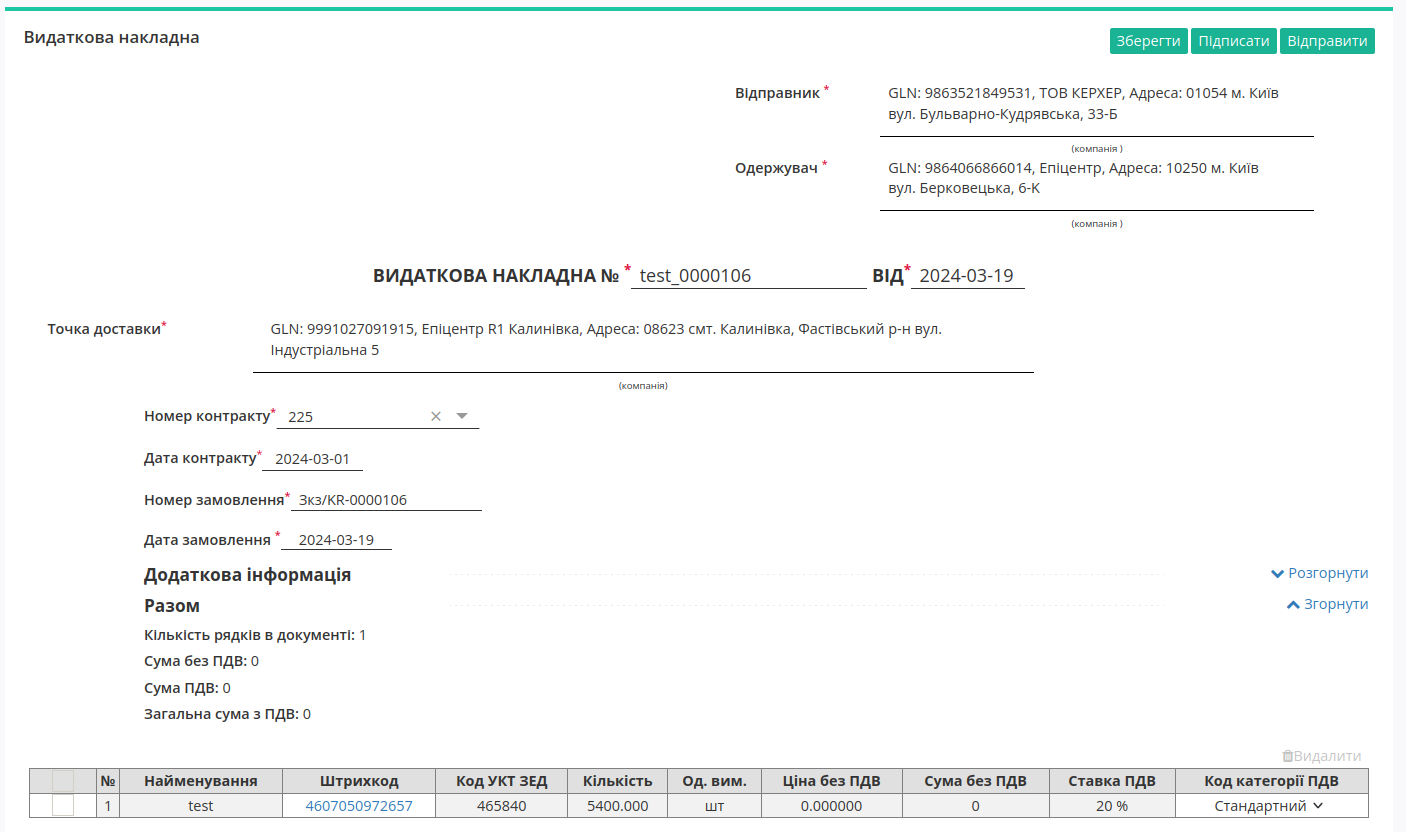 Видаткова накладна
Зберегти Підписати Відправити
Відправник * GLN: 9863521849531, ТОВ КЕРХЕР, Адреса: 01054 м. Київ
вул. Бульварно-Кудрявська, 33-Б
(компанія )
Одержувач * GLN: 9864066866014, Епіцентр, Адреса: 10250 м. Київ
вул. Берковецька, 6-К
(компанія )
ВИДАТКОВА НАКЛАДНА № * test_0000106 ВІД* 2024-03-19
Точка доставки* GLN: 9991027091915, Епіцентр R1 Калинівка, Адреса: 08623 смт. Калинівка, Фастівський р-н вул.
Індустріальна 5
(компанія)
Номер контракту* 225 ×
Дата контракту* 2024-03-01
Номер замовлення* Зкз/KR-0000106
Дата замовлення * 2024-03-19
Додаткова інформація Розгорнути
Разом Згорнути
Кількість рядків в документі: 1
Сума без ПДВ: 0
Сума ПДВ: 0
Загальна сума з ПДВ: 0
Видалити
№ Найменування Штрихкод Код УКТ ЗЕД Кількість Од. вим. Ціна без ПДВ Сума без ПДВ Ставка ПДВ Код категорії ПДВ
1 test 4607050972657 465840 5400.000 шт 0.000000 0 20 % Стандартний